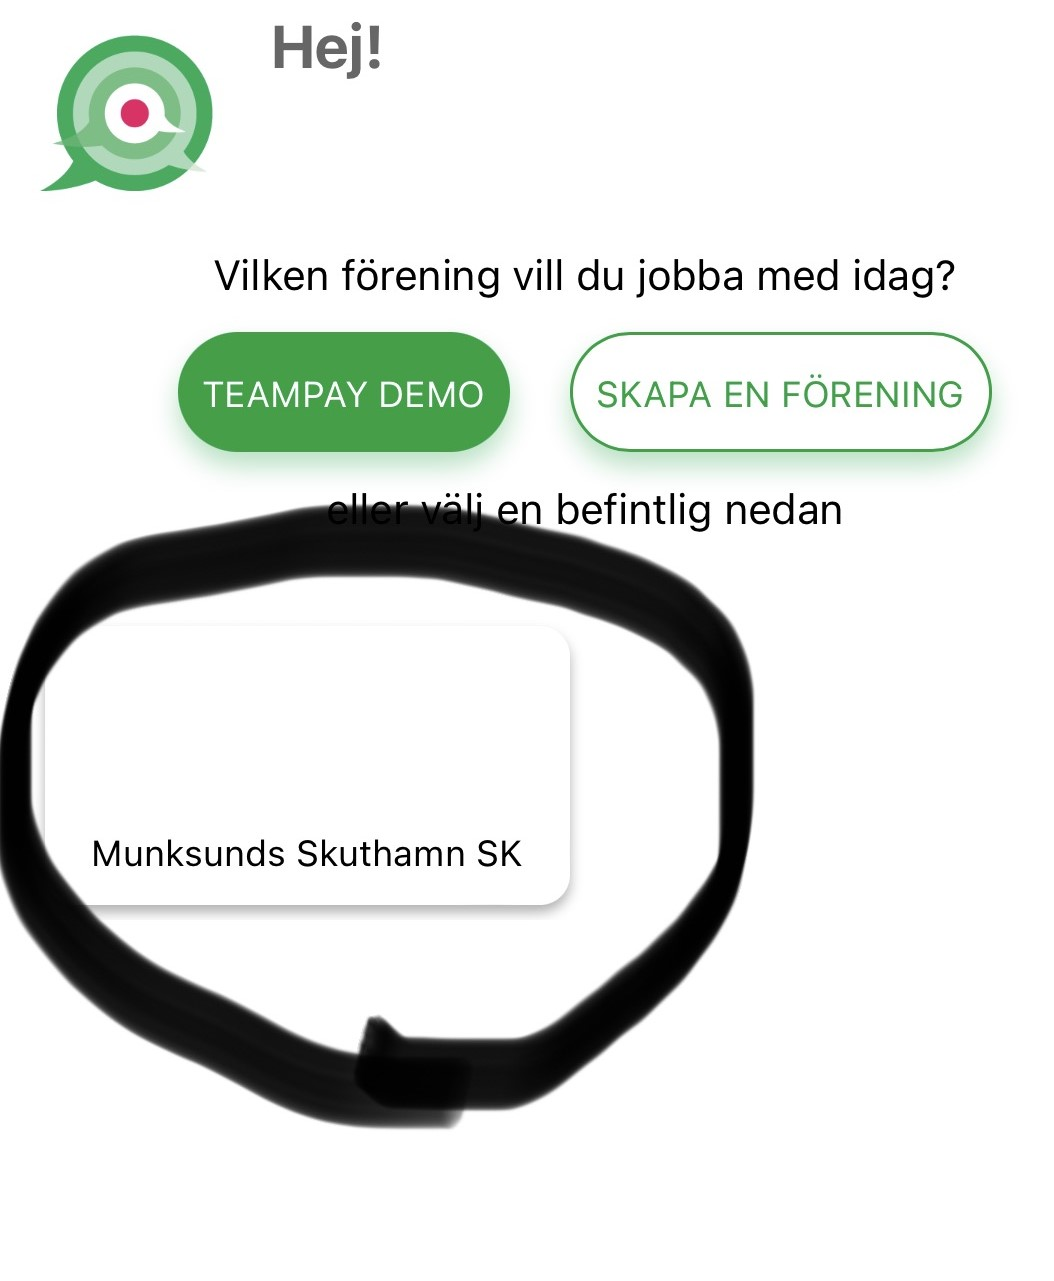 Hej!
Vilken förening vill du jobba med idag?
TEAMPAY DEMO
SKAPA EN FÖRENING
eller välj en befintlig nedan
Munksunds Skuthamn SK